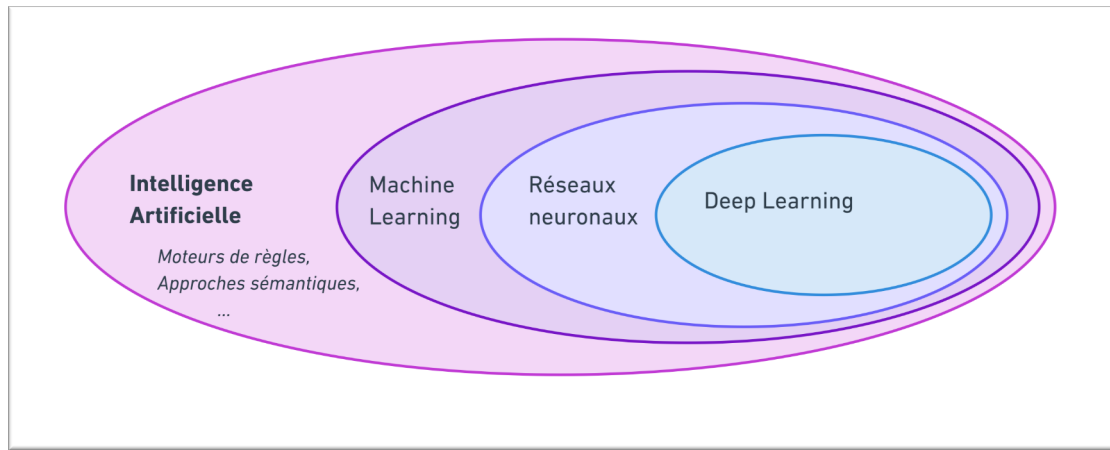 Intelligence
Artificielle
Moteurs de règles,
Approches sémantiques,
...
Machine
Learning
Réseaux
neuronaux
Deep Learning